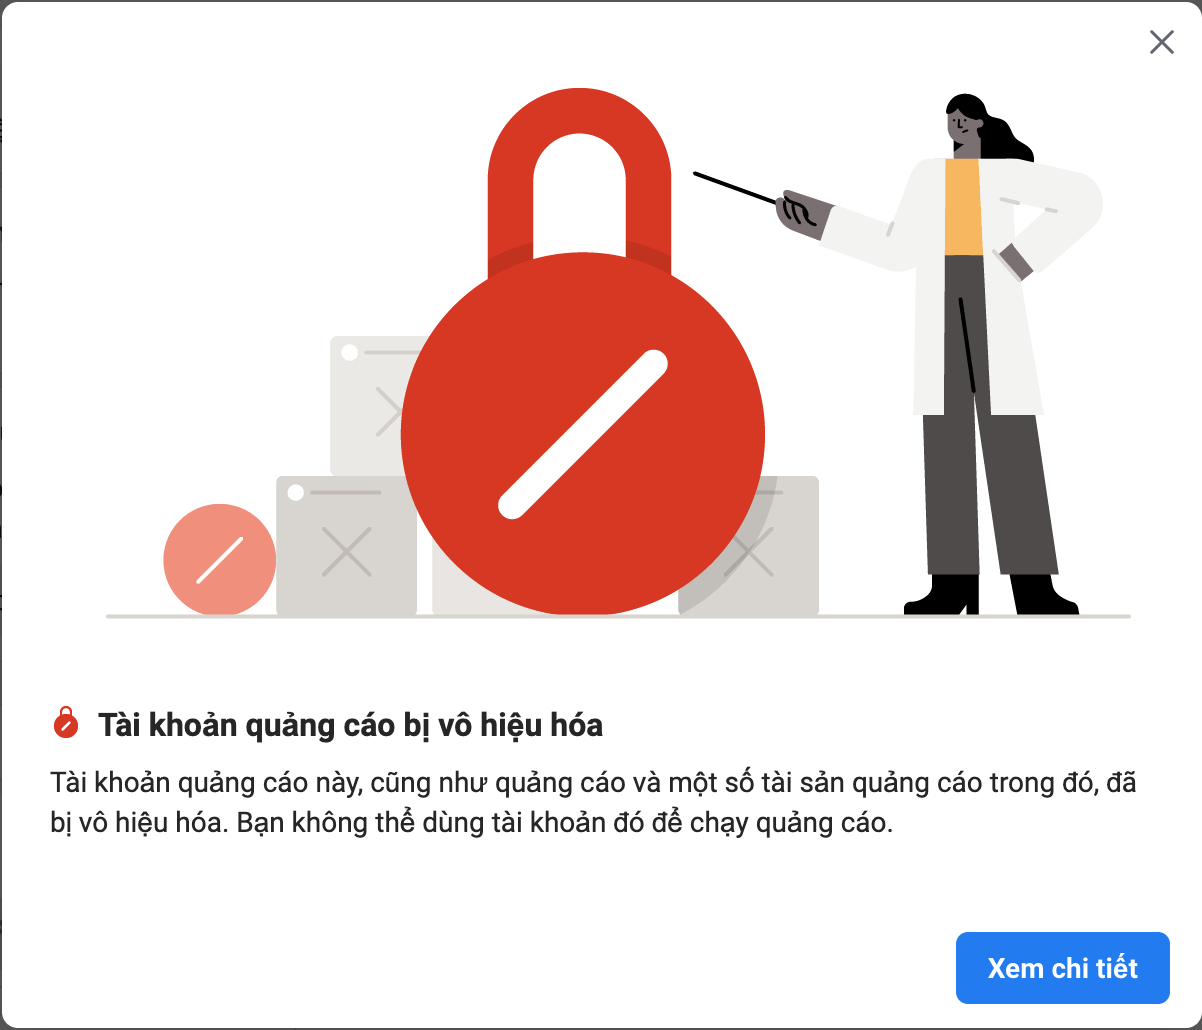 Tài khoản quảng cáo bị vô hiệu hóa
Tài khoản quảng cáo này, cũng như quảng cáo và một số tài sản quảng cáo trong đó, đã
bị vô hiệu hóa. Bạn không thể dùng tài khoản đó để chạy quảng cáo.
Xem chi tiết